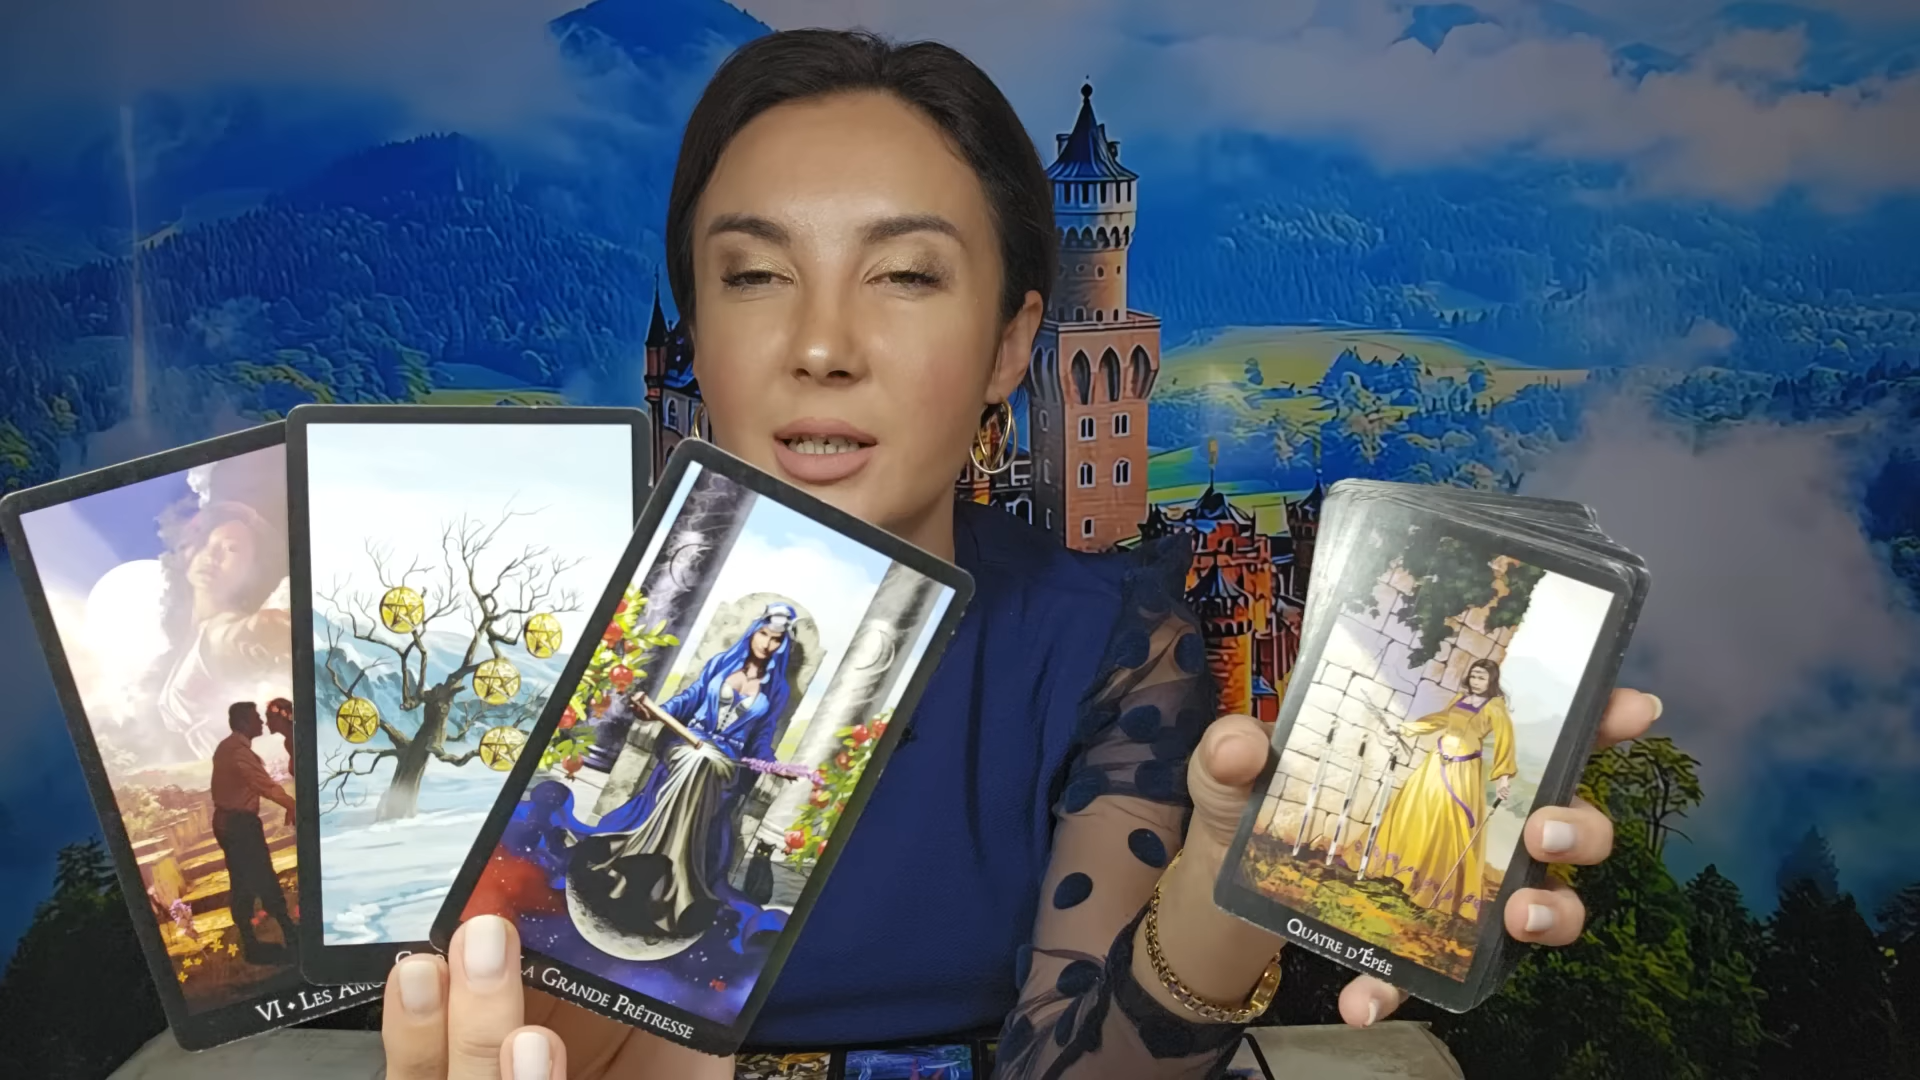 VI • LES AM
LA GRANDE PRÊTRESSE
QUATRE D'ÉPÉE